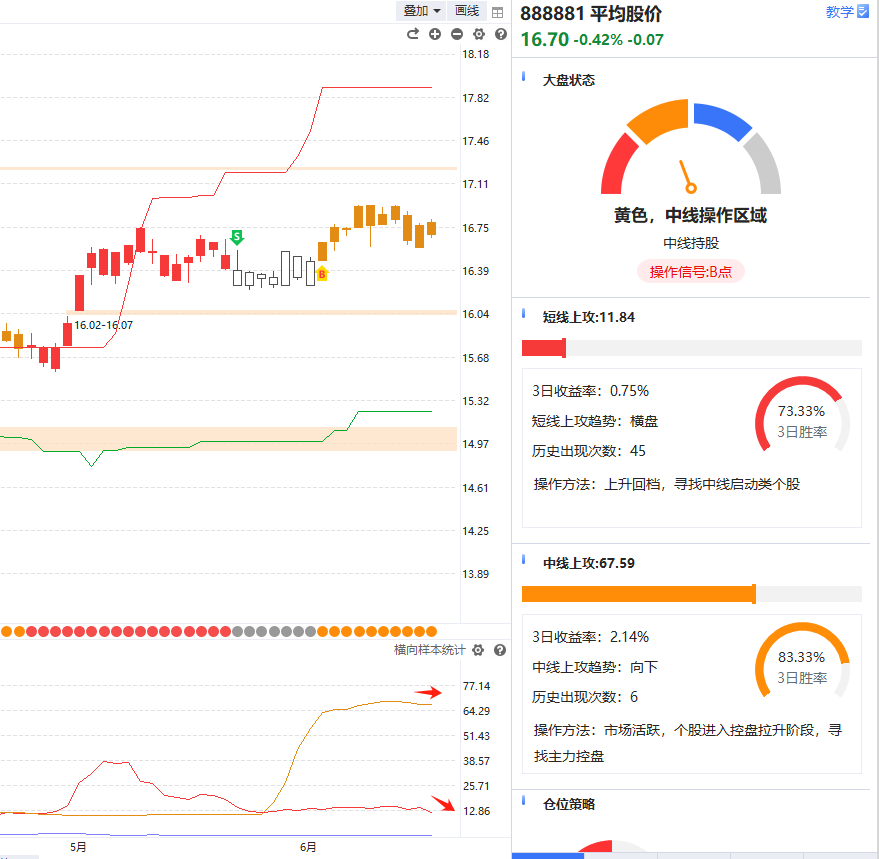 叠加 画线
18.18
17.82
17.46
17.11
16.75
16.39
16.04
15.68
15.32
14.97
14.61
14.25
13.89
S
B
16.02-16.07
横向样本统计
77.14
64.29
51.43
38.57
25.71
12.86
5月 6月
888881 平均股价 教学
16.70 -0.42% -0.07
大盘状态
黄色，中线操作区域
中线持股
操作信号:B点
短线上攻:11.84
3日收益率：0.75%
短线上攻趋势：横盘
历史出现次数：45
73.33%
3日胜率
操作方法：上升回档，寻找中线启动类个股
中线上攻:67.59
3日收益率：2.14%
中线上攻趋势：向下
历史出现次数：6
83.33%
3日胜率
操作方法：市场活跃，个股进入控盘拉升阶段，寻
找主力控盘
仓位策略